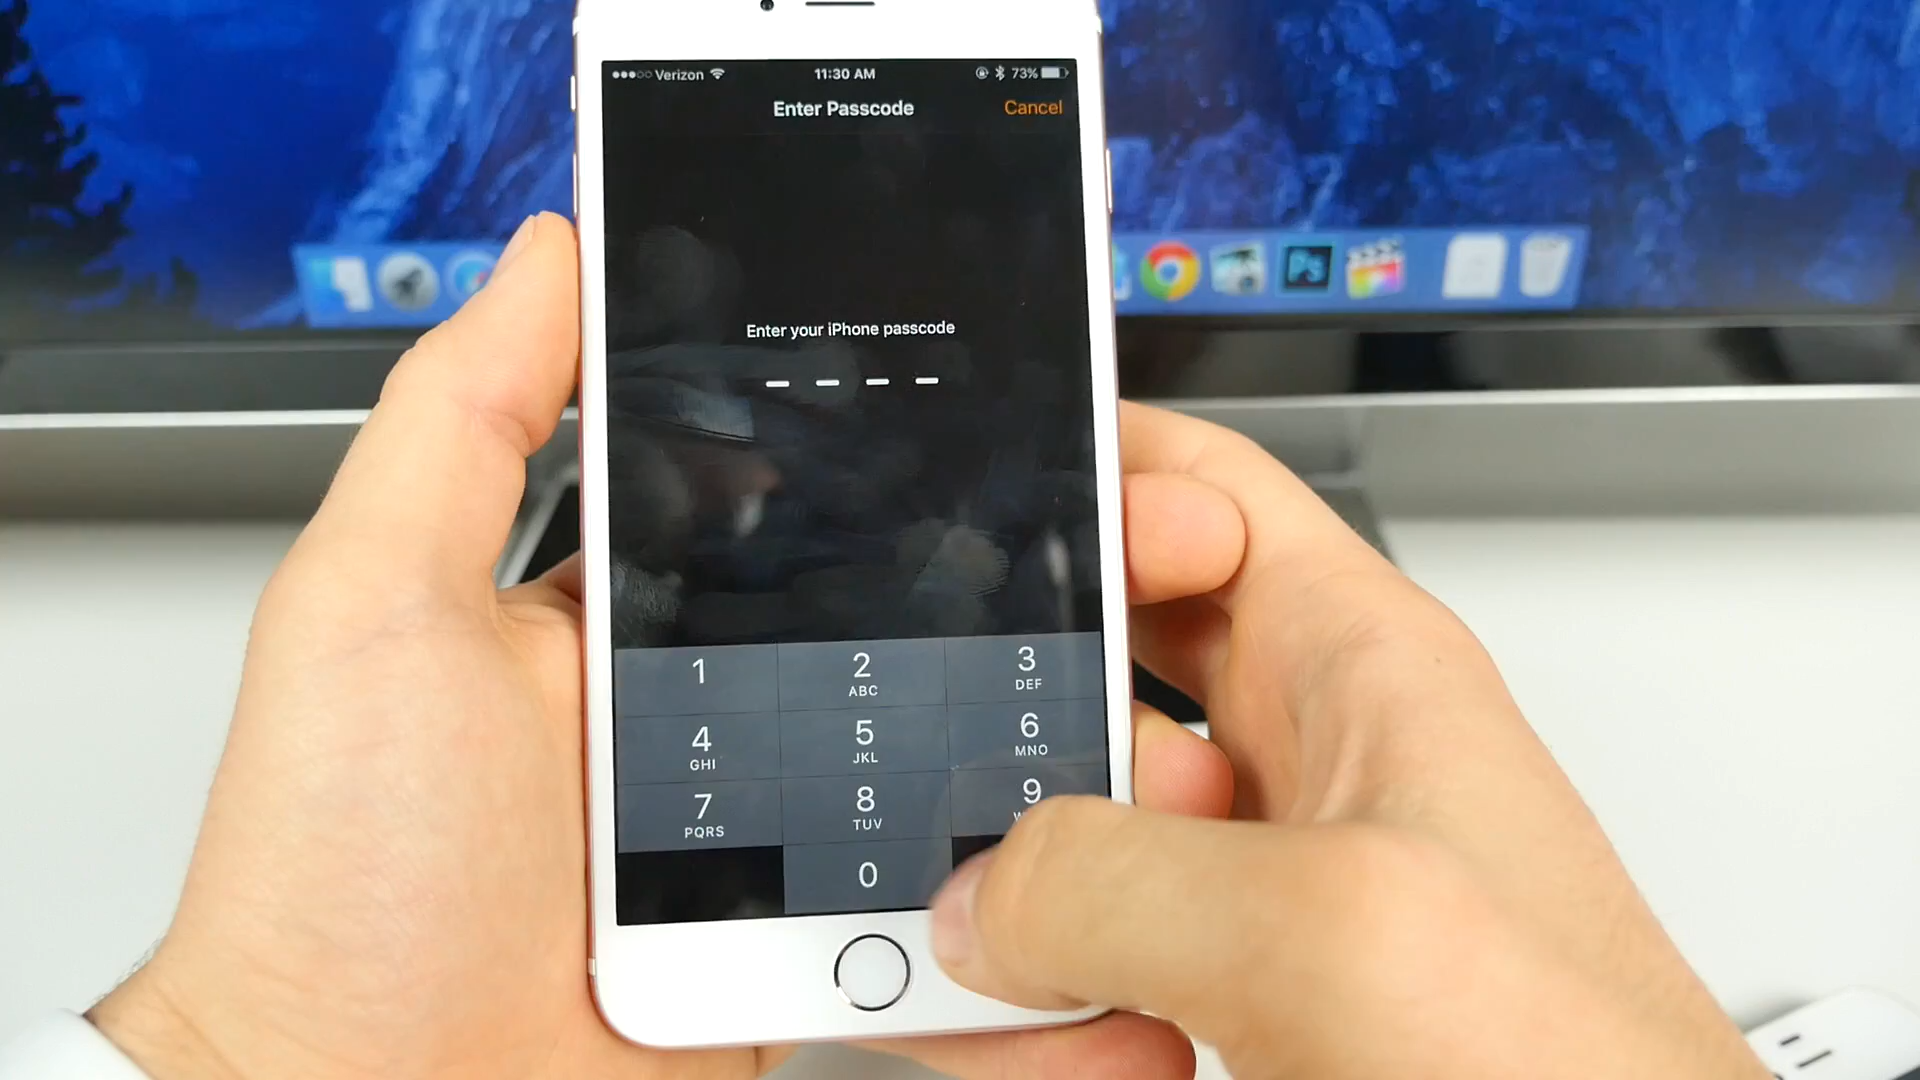 Verizon 11:30 AM 73%
Enter Passcode Cancel
Enter your iPhone passcode
1 2 3
ABC DEF
4 5 6
GHI JKL MNO
7 8 9
PQRS TUV W
0
Ps